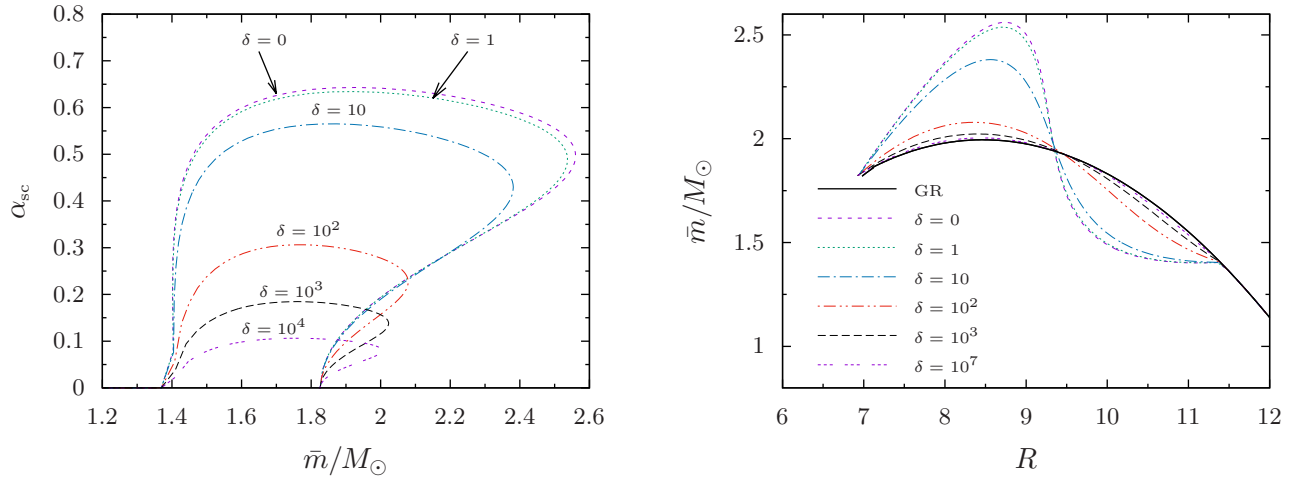 0.8
0.7
0.6
0.5
0.4
0.3
0.2
0.1
0
α_sc
δ = 0
δ = 1
δ = 10
δ = 10²
δ = 10³
δ = 10⁴
1.2 1.4 1.6 1.8 2 2.2 2.4 2.6
m̄/M⊙
2.5
2
1.5
1
m̄/M⊙
GR
δ = 0
δ = 1
δ = 10
δ = 10²
δ = 10³
δ = 10⁷
6 7 8 9 10 11 12
R